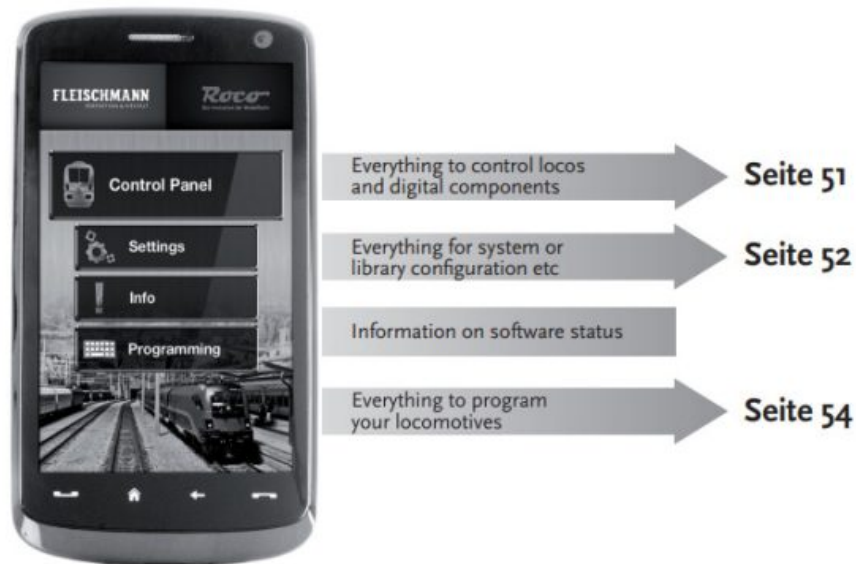 FLEISCHMANN
Roco
Control Panel
Everything to control locos
and digital components
Seite 51
Settings
Everything for system or
library configuration etc
Seite 52
Info
Information on software status
Programming
Everything to program
your locomotives
Seite 54